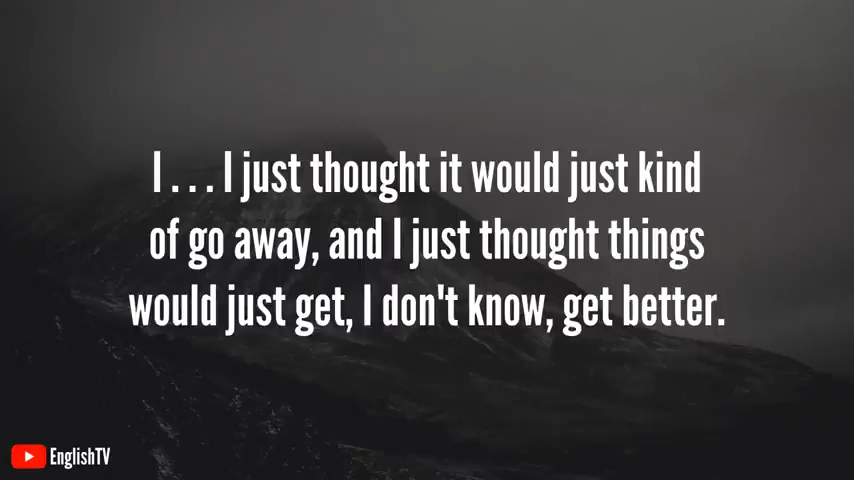 I . . . I just thought it would just kind
of go away, and I just thought things
would just get, I don't know, get better.
EnglishTV